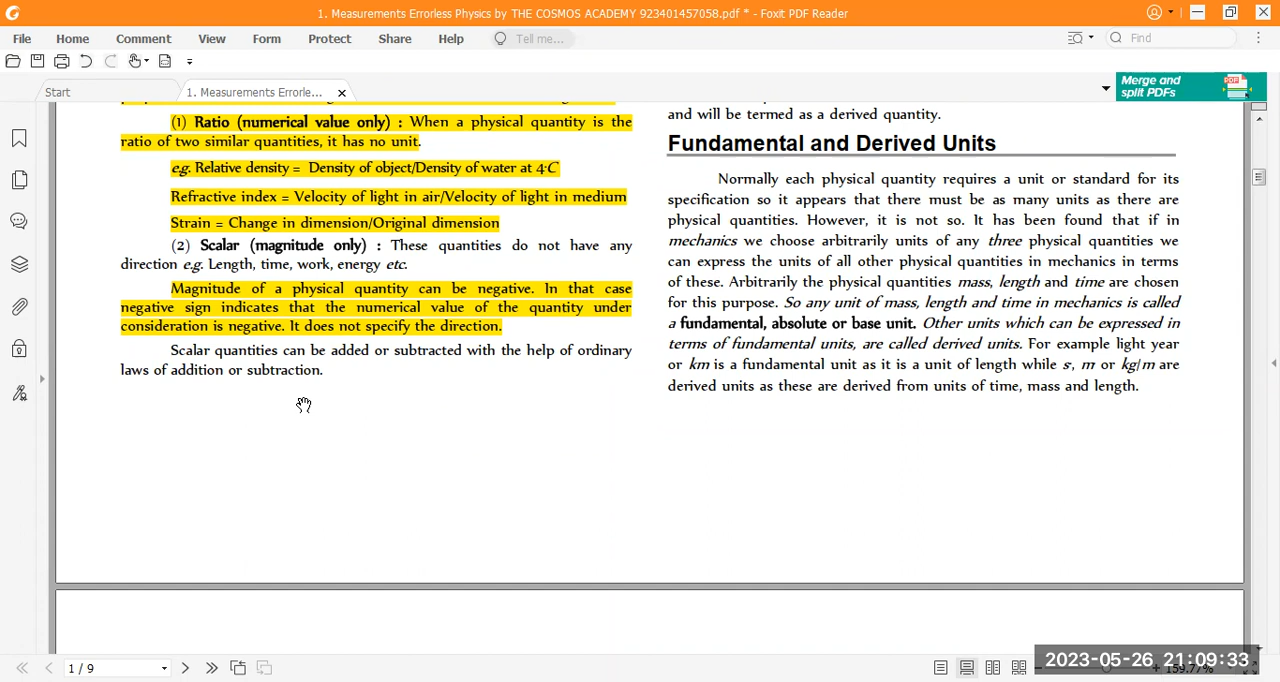 1. Measurements Errorless Physics by THE COSMOS ACADEMY 923401457058.pdf * - Foxit PDF Reader
File Home Comment View Form Protect Share Help Tell me... Find
Start 1. Measurements Errorle... Merge and split PDFs
(1) Ratio (numerical value only) : When a physical quantity is the
ratio of two similar quantities, it has no unit.
e.g. Relative density = Density of object/Density of water at 4°C
Refractive index = Velocity of light in air/Velocity of light in medium
Strain = Change in dimension/Original dimension
(2) Scalar (magnitude only) : These quantities do not have any
direction e.g. Length, time, work, energy etc.
Magnitude of a physical quantity can be negative. In that case
negative sign indicates that the numerical value of the quantity under
consideration is negative. It does not specify the direction.
Scalar quantities can be added or subtracted with the help of ordinary
laws of addition or subtraction.
and will be termed as a derived quantity.
Fundamental and Derived Units
Normally each physical quantity requires a unit or standard for its
specification so it appears that there must be as many units as there are
physical quantities. However, it is not so. It has been found that if in
mechanics we choose arbitrarily units of any three physical quantities we
can express the units of all other physical quantities in mechanics in terms
of these. Arbitrarily the physical quantities mass, length and time are chosen
for this purpose. So any unit of mass, length and time in mechanics is called
a fundamental, absolute or base unit. Other units which can be expressed in
terms of fundamental units, are called derived units. For example light year
or km is a fundamental unit as it is a unit of length while s, m or kg/m are
derived units as these are derived from units of time, mass and length.
1 / 9
2023-05-26 21:09:33
159.77%